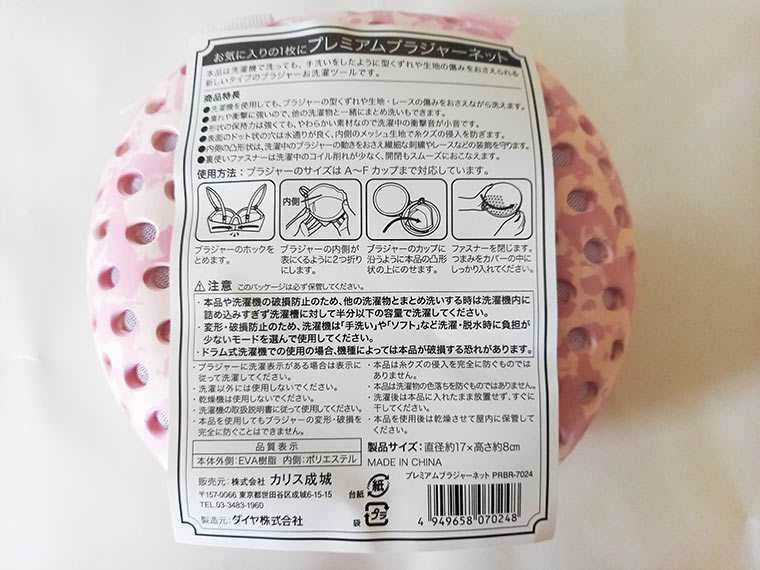 お気に入りの1枚にプレミアムブラジャーネット
本品は洗濯機で洗っても、手洗いをしたように型くずれや生地の傷みをおさえられる
新しいタイプのブラジャーお洗濯ツールです。
商品特長
●洗濯機を使用しても、ブラジャーの型くずれや生地・レースの傷みをおさえながら洗えます。
●潰れや衝撃に強いので、他の洗濯物と一緒にまとめ洗いもできます。
●形状の保持力は強くても、やわらかい素材なので洗濯中の衝撃音が小音です。
●表面のドット状の穴は水通りが良く、内側のメッシュ生地で糸クズの侵入を防ぎます。
●内側の凸形状は、洗濯中のブラジャーの動きをおさえ繊細な刺繍やレースなどの装飾を守ります。
●裏使いファスナーは洗濯中のコイル削れが少なく、開閉もスムーズにおこなえます。
使用方法:ブラジャーのサイズは A〜F カップまで対応しています。
内側
ブラジャーのホックを
とめます。
ブラジャーの内側が
表にくるように2つ折り
にします。
ブラジャーのカップに
沿うように本品の凸形
状の上にのせます。
ファスナーを閉じます。
つまみをカバーの中に
しっかり入れてください。
⚠注意 このパッケージは必ず保管してください。
・本品や洗濯機の破損防止のため、他の洗濯物とまとめ洗いする時は洗濯機内に
詰め込みすぎず洗濯槽に対して半分以下の容量で洗濯してください。
・変形・破損防止のため、洗濯機は「手洗い」や「ソフト」など洗濯・脱水時に負担が
少ないモードを選んで使用してください。
・ドラム式洗濯機での使用の場合、機種によっては本品が破損する恐れがあります。
・ブラジャーに洗濯表示がある場合は表示に
従って洗濯してください。
・洗濯以外には使用しないでください。
・乾燥機は使用しないでください。
・洗濯機の取扱説明書に従って使用してください。
・本品を使用してもブラジャーの変形・破損を
完全に防ぐことはできません。
・本品は糸クズの侵入を完全に防ぐものでは
ありません。
・本品は洗濯物の色落ちを防ぐものではありません。
・洗濯後は本品に入れたまま放置せず、すぐに
干してください。
・本品を使用後は乾燥させて屋内に保管して
ください。
品質表示
本体外側:EVA樹脂 内側:ポリエステル
製品サイズ:直径約17×高さ約8cm
MADE IN CHINA
プレミアムブラジャーネット PRBR-7024
販売元:株式会社 カリス成城
〒157-0066 東京都世田谷区成城6-15-15
TEL.03-3483-1960
製造元:ダイヤ株式会社
台紙
紙
袋
プラ
4 949658 070248